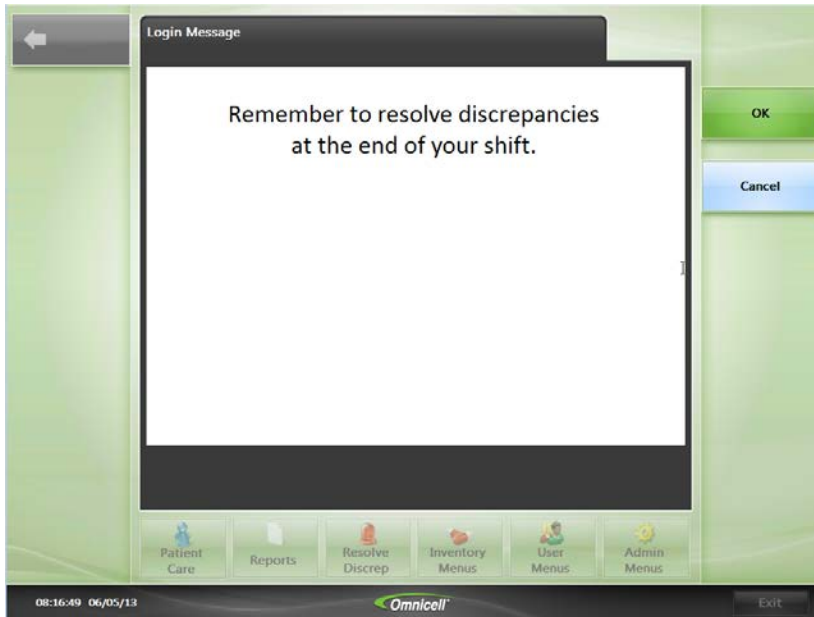 Login Message
Remember to resolve discrepancies
at the end of your shift.
OK
Cancel
Patient
Care
Reports
Resolve
Discrep
Inventory
Menus
User
Menus
Admin
Menus
08:16:49 06/05/13
Omnicell
Exit